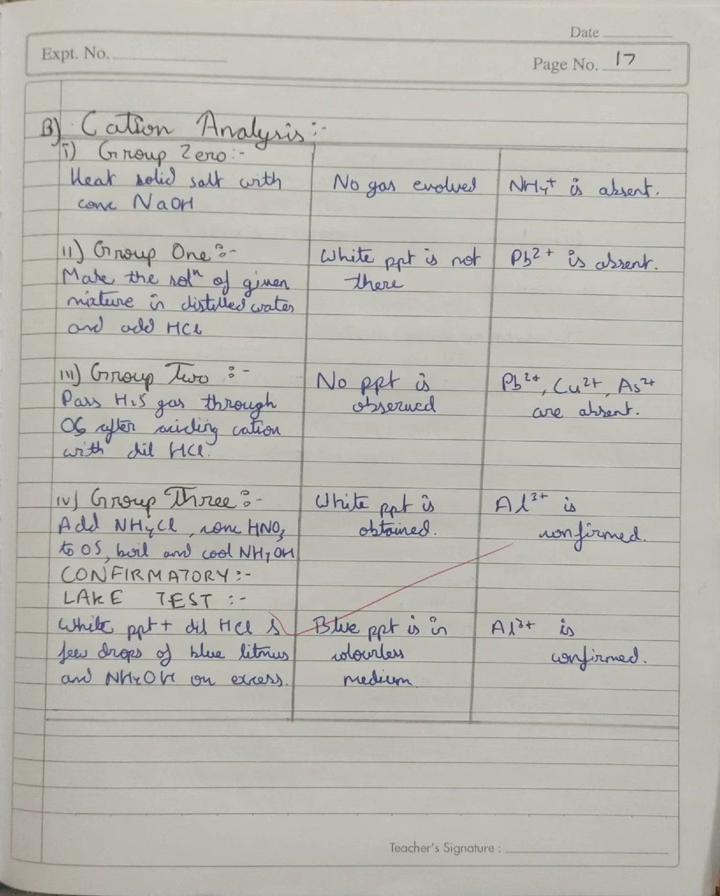 Date
Expt. No.
Page No. 17
B) Cation Analysis:-
i) Group Zero:-
Heat solid salt with No gas evolved NH4+ is absent.
conc NaOH
ii) Group One:- White ppt is not Pb2+ is absent.
Make the solⁿ of given there
mixture in distilled water
and add HCl
iii) Group Two :- No ppt is Pb2+, Cu2+, As2+
Pass H2S gas through observed are absent.
OS after aciding cation
with dil HCl.
iv) Group Three:- White ppt is Al3+ is
Add NH4Cl, conc HNO3 obtained. confirmed.
to OS, boil and cool NH4OH
CONFIRMATORY:-
LAKE TEST :-
White ppt + dil HCl & Blue ppt is in Al3+ is
few drops of blue litmus colourless confirmed.
and NH4OH on excess. medium.
Teacher's Signature :